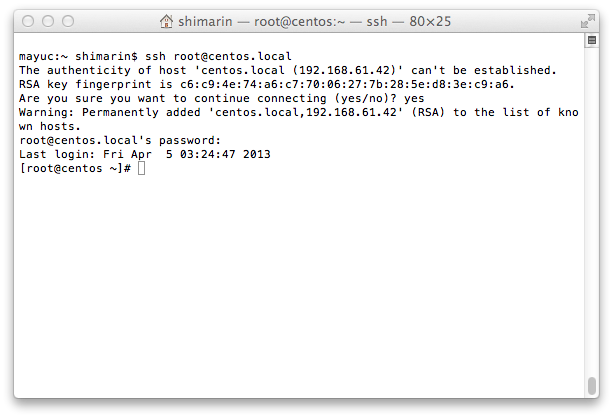 shimarin — root@centos:~ — ssh — 80×25
mayuc:~ shimarin$ ssh root@centos.local
The authenticity of host 'centos.local (192.168.61.42)' can't be established.
RSA key fingerprint is c6:c9:4e:74:a6:c7:70:06:27:7b:28:5e:d8:3e:c9:a6.
Are you sure you want to continue connecting (yes/no)? yes
Warning: Permanently added 'centos.local,192.168.61.42' (RSA) to the list of kno
wn hosts.
root@centos.local's password:
Last login: Fri Apr  5 03:24:47 2013
[root@centos ~]#